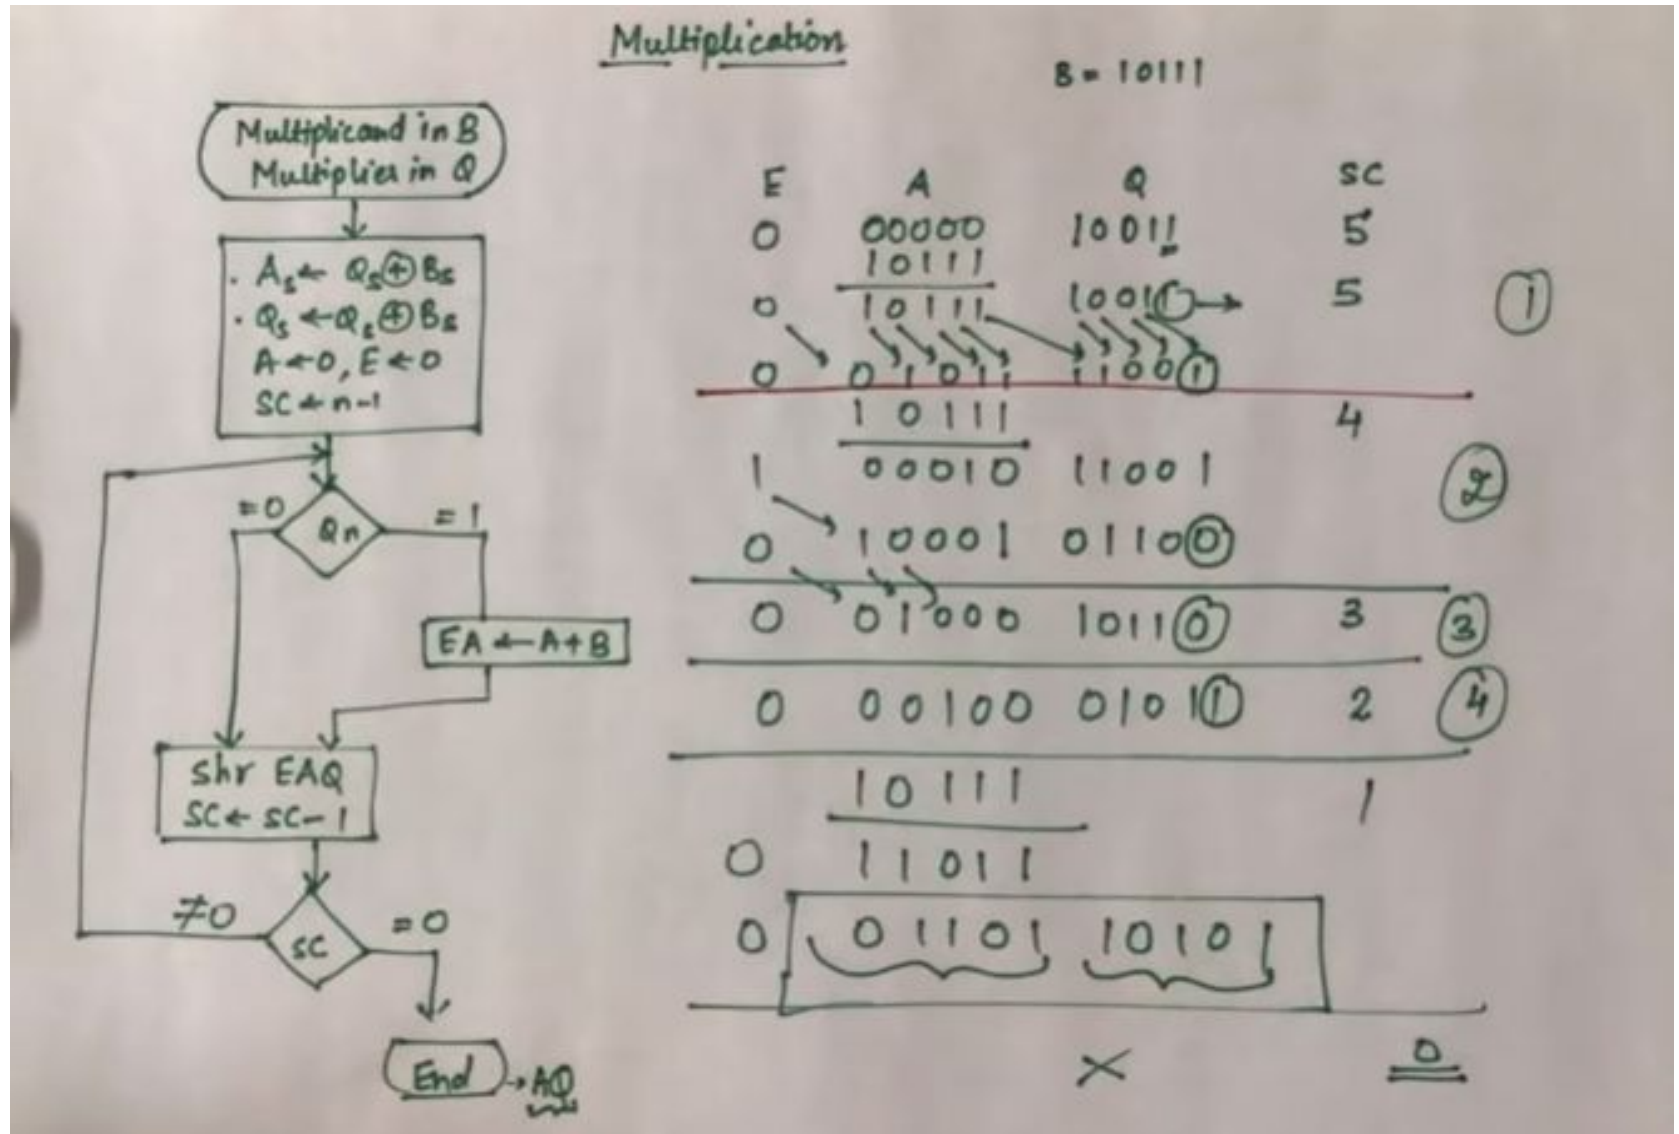 Multiplication
B = 10111
Multiplicand in B
Multiplier in Q
. As ← Qs ⊕ Bs
. Qs ← Qs ⊕ Bs
A ← 0, E ← 0
SC ← n-1
=0 Qn =1
EA ← A+B
Shr EAQ
SC ← SC-1
≠0 SC =0
End → AQ
E A Q SC
0 00000 10011 5
10111
0 10111 10011 → 5 1
0 01011 11001
10111 4
1 00010 11001 2
0 10001 01100
0 01000 10110 3 3
0 00100 01011 2 4
10111 1
0 11011
0 01101 10101
× 0